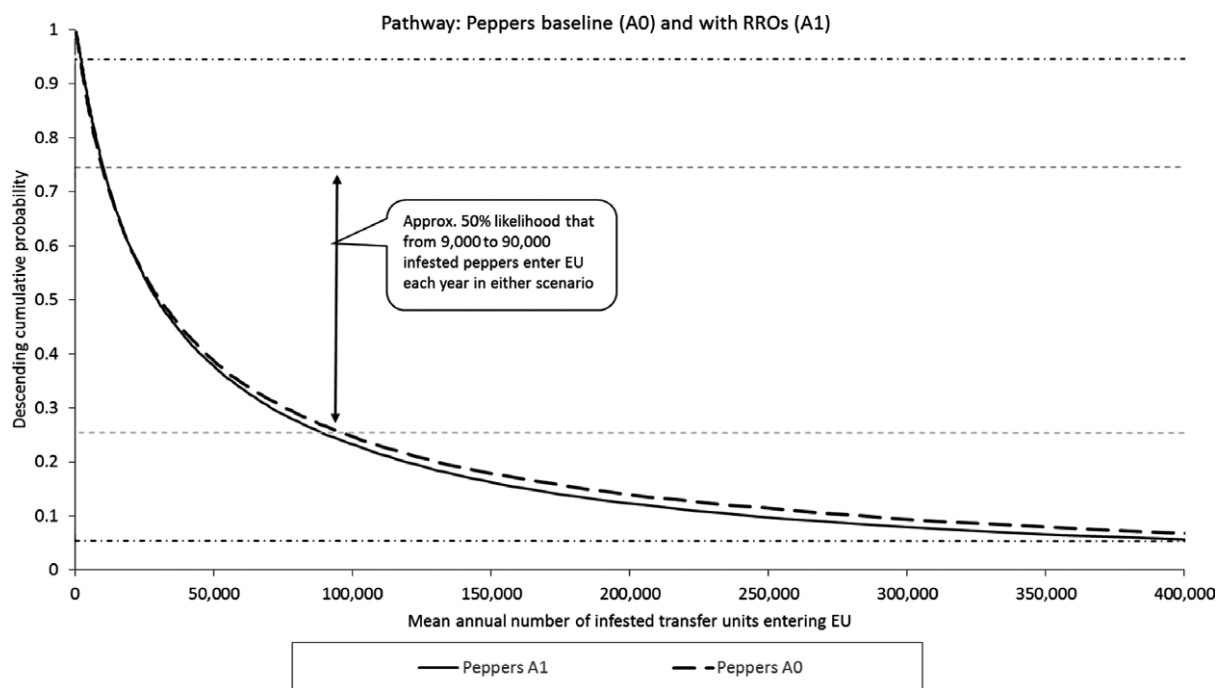 Pathway: Peppers baseline (A0) and with RROs (A1)
Descending cumulative probability
1
0.9
0.8
0.7
0.6
0.5
0.4
0.3
0.2
0.1
0
Approx. 50% likelihood that
from 9,000 to 90,000
infested peppers enter EU
each year in either scenario
0 50,000 100,000 150,000 200,000 250,000 300,000 350,000 400,000
Mean annual number of infested transfer units entering EU
Peppers A1 Peppers A0